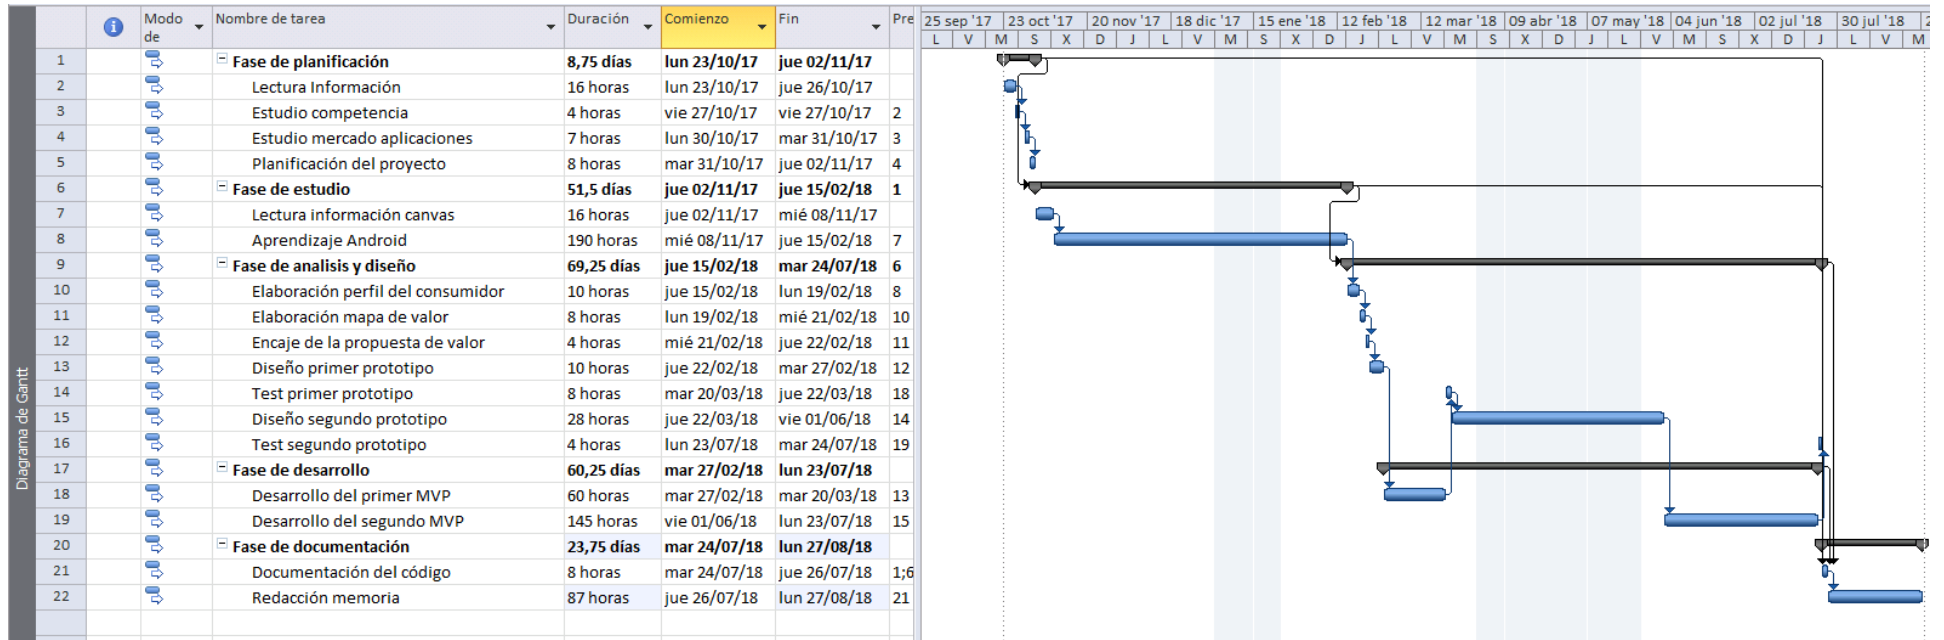 Modo de Nombre de tarea Duración Comienzo Fin Pre 25 sep '17 23 oct '17 20 nov '17 18 dic '17 15 ene '18 12 feb '18 12 mar '18 09 abr '18 07 may '18 04 jun '18 02 jul '18 30 jul '18 2
L V M S X D J L V M S X D J L V M S X D J L V M S X D J L V M
1 Fase de planificación 8,75 días lun 23/10/17 jue 02/11/17
2 Lectura Información 16 horas lun 23/10/17 jue 26/10/17
3 Estudio competencia 4 horas vie 27/10/17 vie 27/10/17 2
4 Estudio mercado aplicaciones 7 horas lun 30/10/17 mar 31/10/17 3
5 Planificación del proyecto 8 horas mar 31/10/17 jue 02/11/17 4
6 Fase de estudio 51,5 días jue 02/11/17 jue 15/02/18 1
7 Lectura información canvas 16 horas jue 02/11/17 mié 08/11/17
8 Aprendizaje Android 190 horas mié 08/11/17 jue 15/02/18 7
9 Fase de analisis y diseño 69,25 días jue 15/02/18 mar 24/07/18 6
10 Elaboración perfil del consumidor 10 horas jue 15/02/18 lun 19/02/18 8
11 Elaboración mapa de valor 8 horas lun 19/02/18 mié 21/02/18 10
12 Encaje de la propuesta de valor 4 horas mié 21/02/18 jue 22/02/18 11
13 Diseño primer prototipo 10 horas jue 22/02/18 mar 27/02/18 12
14 Test primer prototipo 8 horas mar 20/03/18 jue 22/03/18 18
15 Diseño segundo prototipo 28 horas jue 22/03/18 vie 01/06/18 14
16 Test segundo prototipo 4 horas lun 23/07/18 mar 24/07/18 19
17 Fase de desarrollo 60,25 días mar 27/02/18 lun 23/07/18
18 Desarrollo del primer MVP 60 horas mar 27/02/18 mar 20/03/18 13
19 Desarrollo del segundo MVP 145 horas vie 01/06/18 lun 23/07/18 15
20 Fase de documentación 23,75 días mar 24/07/18 lun 27/08/18
21 Documentación del código 8 horas mar 24/07/18 jue 26/07/18 1;6
22 Redacción memoria 87 horas jue 26/07/18 lun 27/08/18 21
Diagrama de Gantt